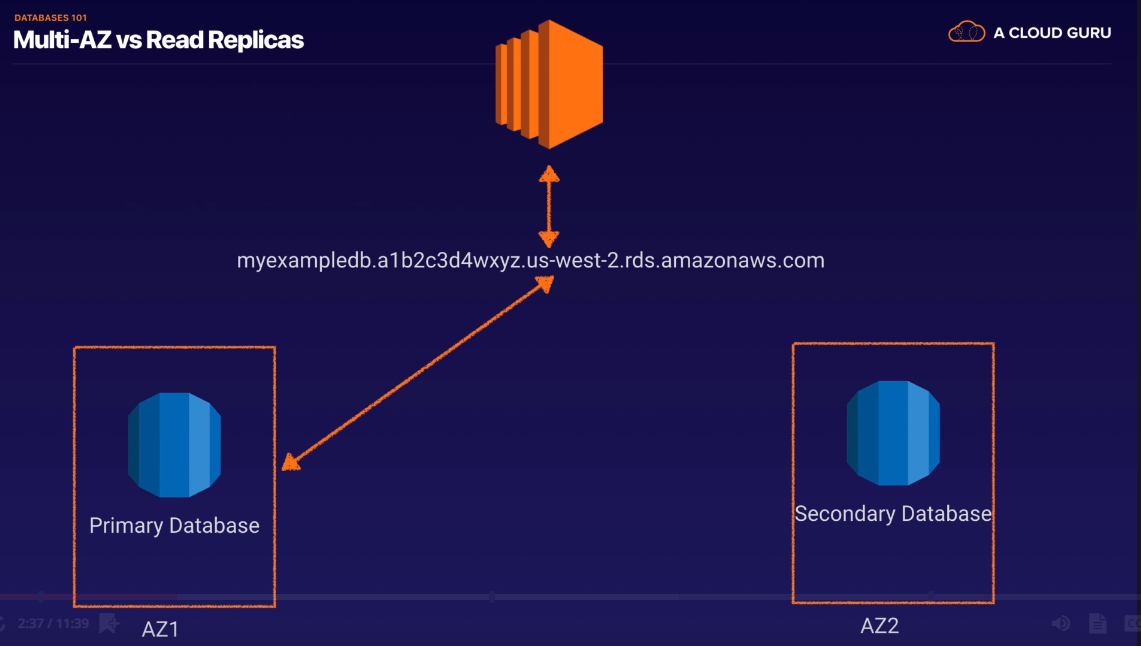 DATABASES 101
Multi-AZ vs Read Replicas
A CLOUD GURU
myexampledb.a1b2c3d4wxyz.us-west-2.rds.amazonaws.com
Primary Database
Secondary Database
AZ1
AZ2
2:37 / 11:39